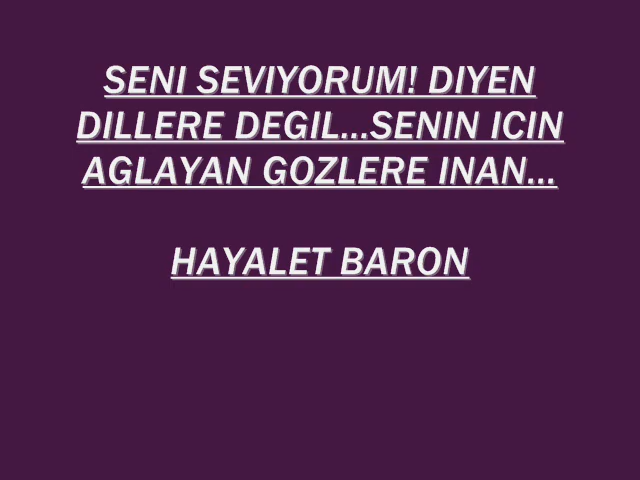 SENI SEVIYORUM! DIYEN
DILLERE DEGIL...SENIN ICIN
AGLAYAN GOZLERE INAN...
HAYALET BARON